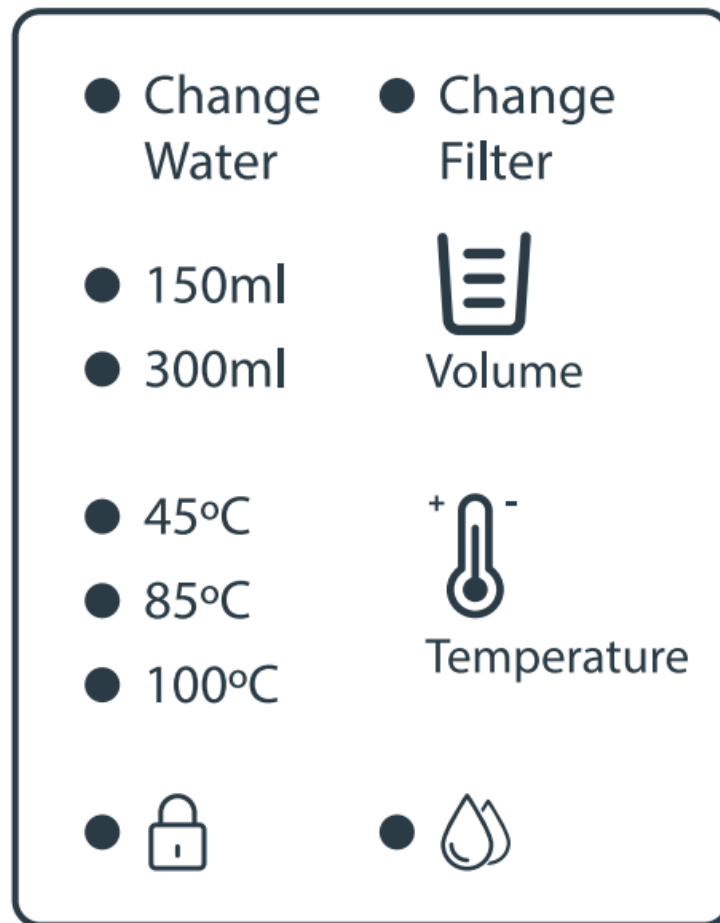 Change
Water
Change
Filter
150ml
300ml
Volume
45ºC
85ºC
100ºC
+ -
Temperature